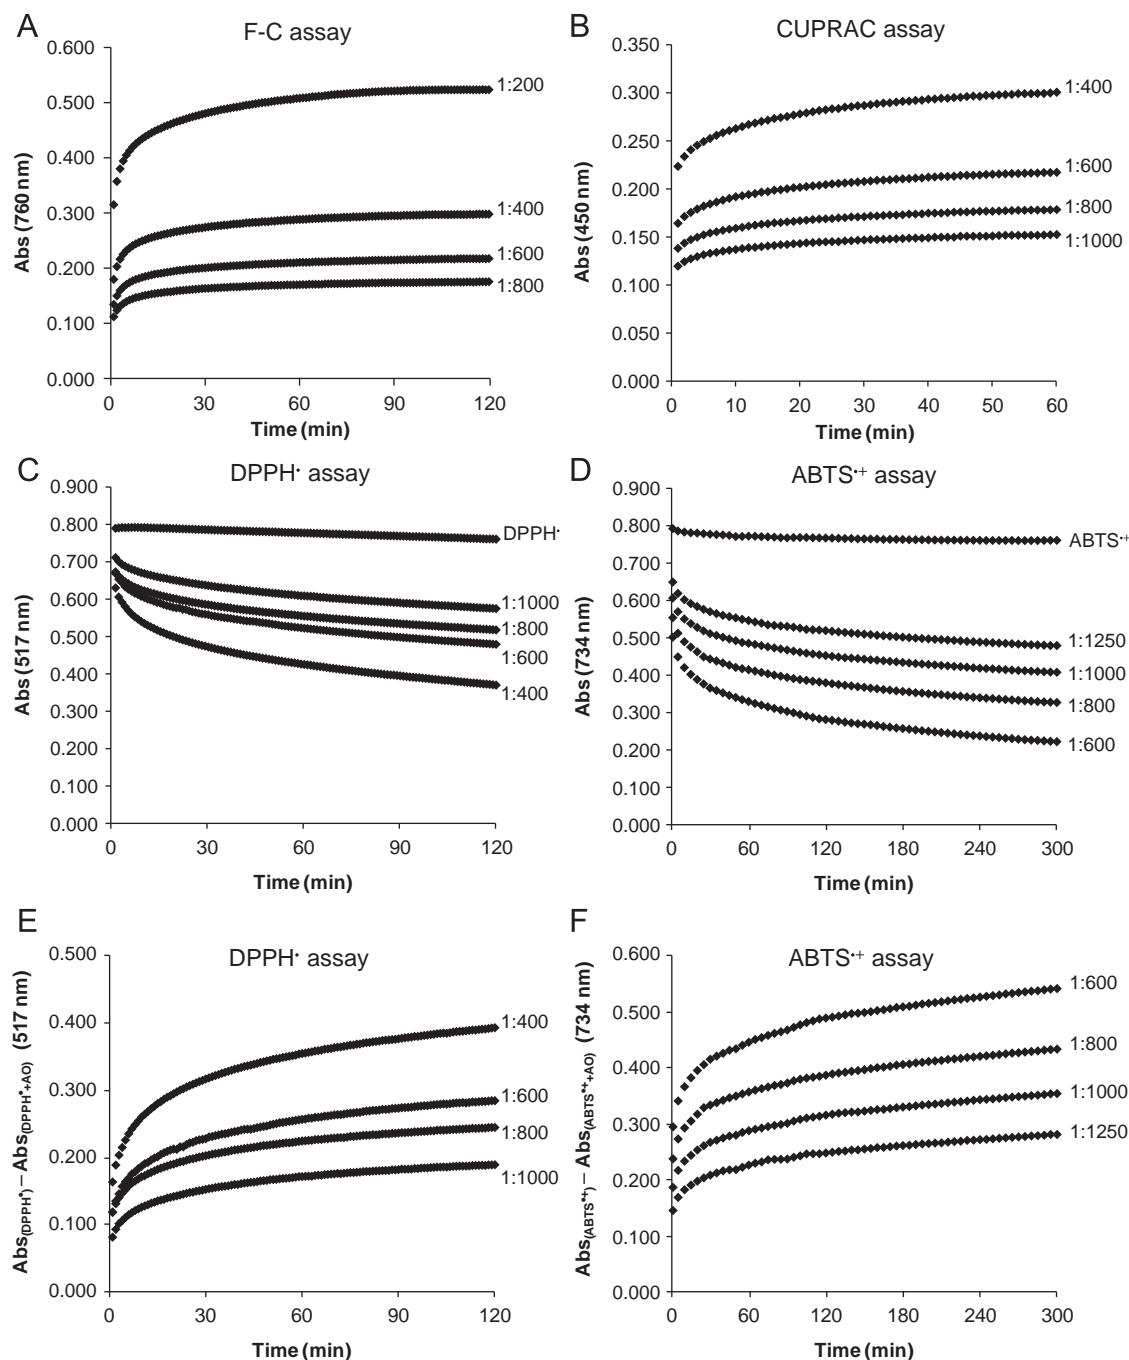 A
F-C assay
0.600
0.500
0.400
0.300
0.200
0.100
0.000
Abs (760 nm)
1:200
1:400
1:600
1:800
0 30 60 90 120
Time (min)
B
CUPRAC assay
0.350
0.300
0.250
0.200
0.150
0.100
0.050
0.000
Abs (450 nm)
1:400
1:600
1:800
1:1000
0 10 20 30 40 50 60
Time (min)
C
DPPH• assay
0.900
0.800
0.700
0.600
0.500
0.400
0.300
0.200
0.100
0.000
Abs (517 nm)
DPPH•
1:1000
1:800
1:600
1:400
0 30 60 90 120
Time (min)
D
ABTS•+ assay
0.900
0.800
0.700
0.600
0.500
0.400
0.300
0.200
0.100
0.000
Abs (734 nm)
ABTS•+
1:1250
1:1000
1:800
1:600
0 60 120 180 240 300
Time (min)
E
DPPH• assay
0.500
0.400
0.300
0.200
0.100
0.000
Abs(DPPH•) – Abs(DPPH•+AO) (517 nm)
1:400
1:600
1:800
1:1000
0 30 60 90 120
Time (min)
F
ABTS•+ assay
0.600
0.500
0.400
0.300
0.200
0.100
0.000
Abs(ABTS•+) – Abs(ABTS•++AO) (734 nm)
1:600
1:800
1:1000
1:1250
0 60 120 180 240 300
Time (min)